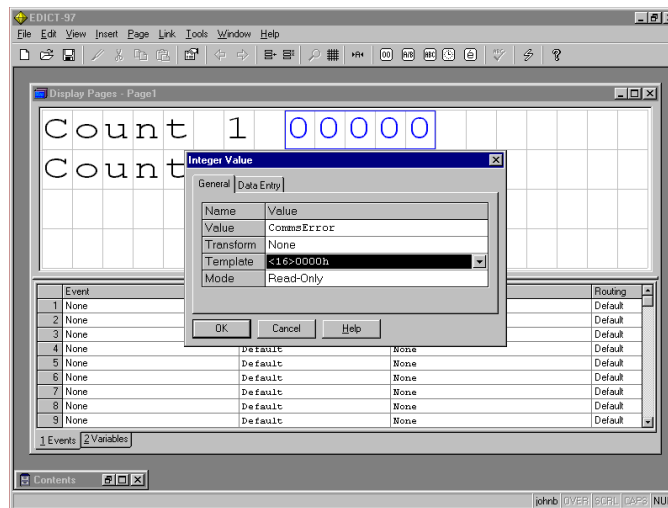 EDICT-97
File Edit View Insert Page Link Tools Window Help
Display Pages - Page1
Count 1 00000
Count
Integer Value
General Data Entry
Name Value
Value CommsError
Transform None
Template <16>0000h
Mode Read-Only
OK Cancel Help
Event Routing
1 None Default
2 None Default
3 None Default
4 None Default None Default
5 None Default None Default
6 None Default None Default
7 None Default None Default
8 None Default None Default
9 None Default None Default
1 Events 2 Variables
Contents
johnb OVER SCRL CAPS NU